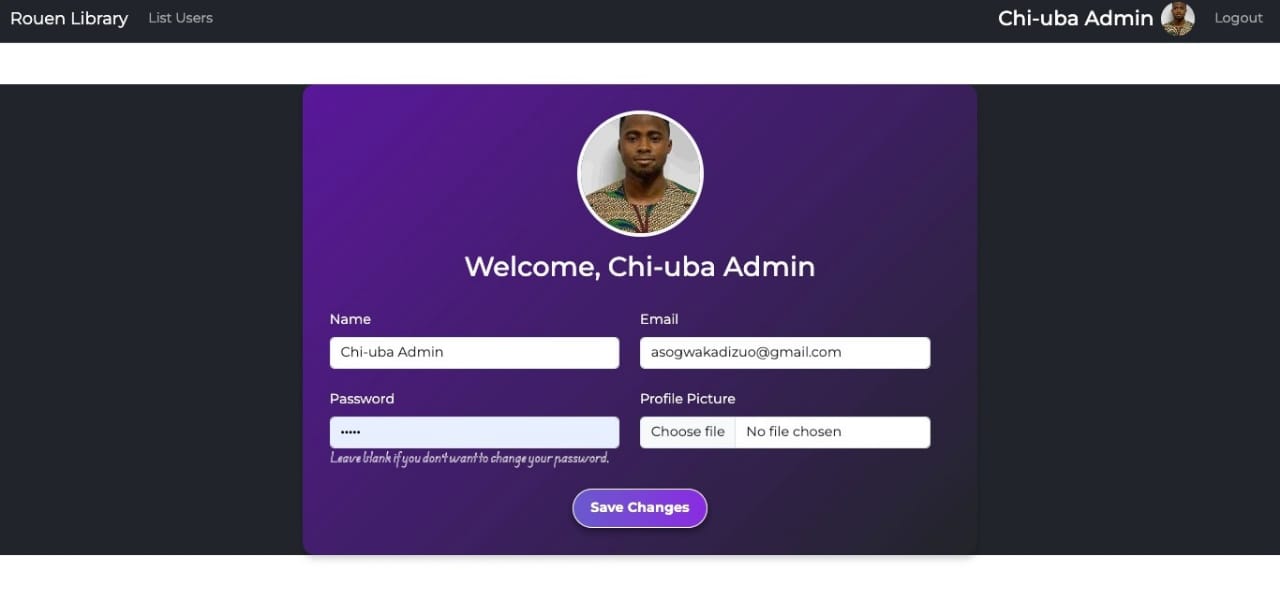 Rouen Library List Users Chi-uba Admin Logout
Welcome, Chi-uba Admin
Name Email
Chi-uba Admin asogwakadizuo@gmail.com
Password Profile Picture
••••• Choose file No file chosen
Leave blank if you don't want to change your password.
Save Changes